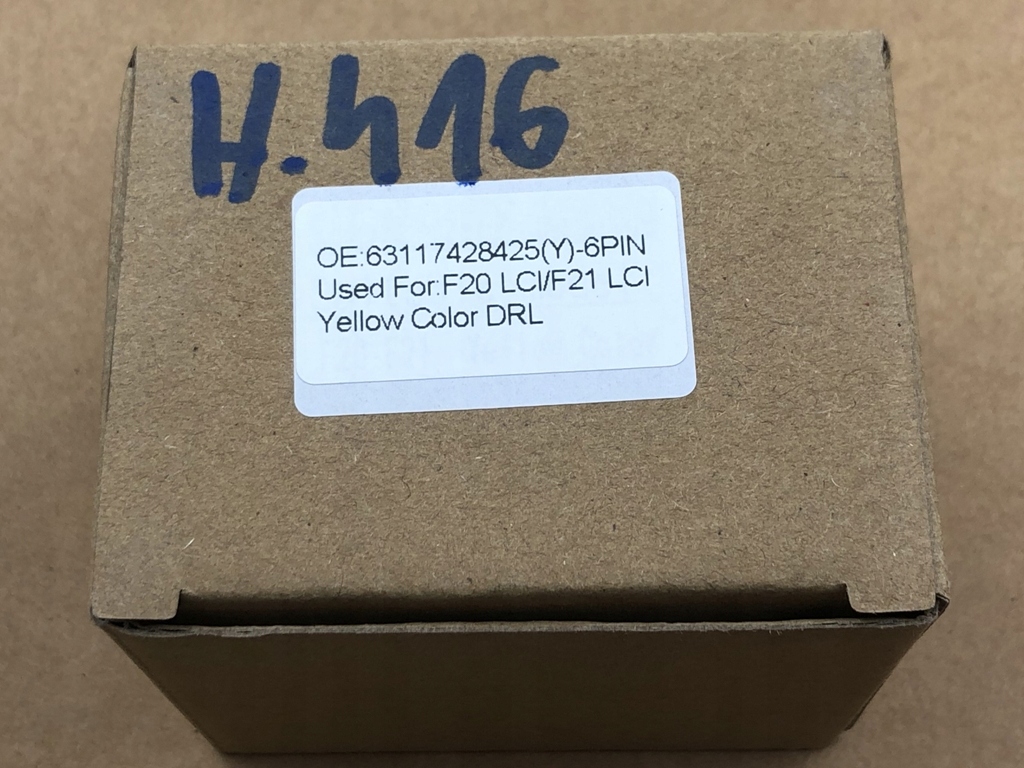 H.416
OE:63117428425(Y)-6PIN
Used For:F20 LCI/F21 LCI
Yellow Color DRL